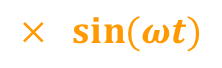 × sin(ωt)